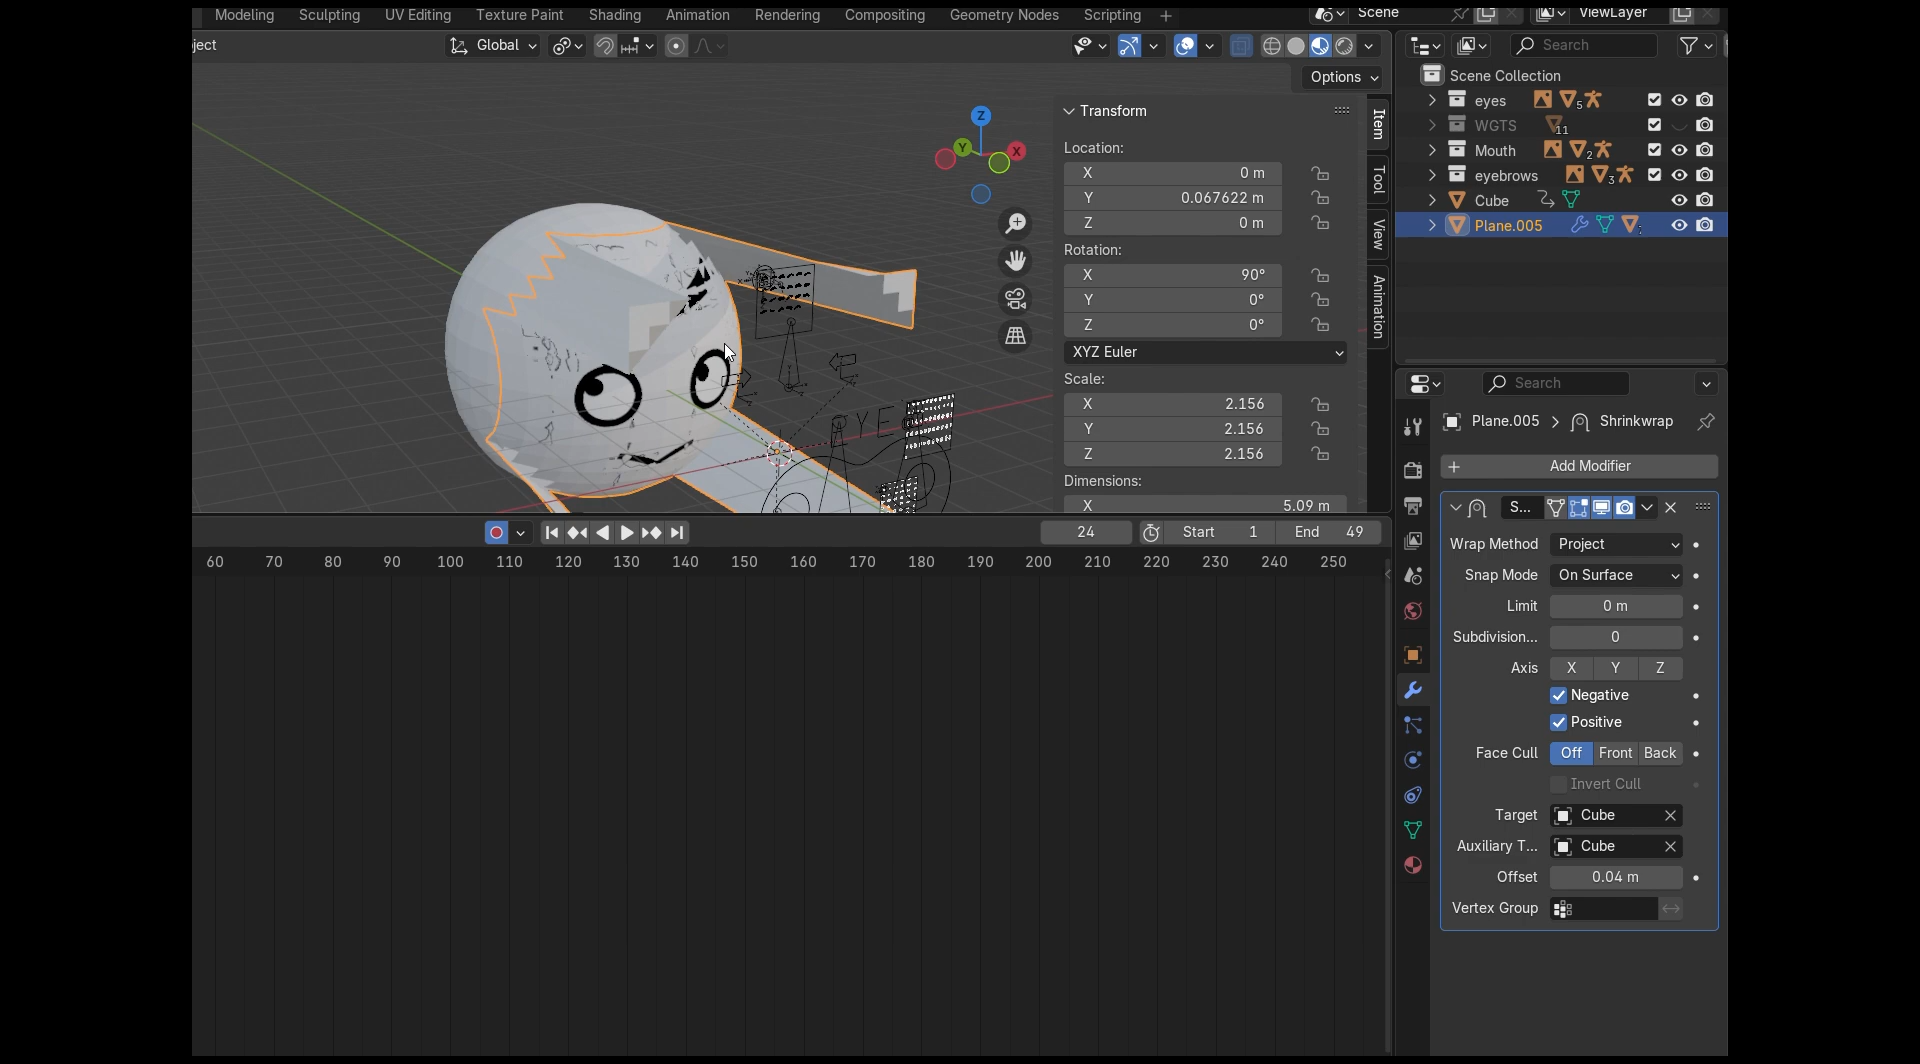 Modeling Sculpting UV Editing Texture Paint Shading Animation Rendering Compositing Geometry Nodes Scripting + Scene ViewLayer
ject Global Search
Options
Scene Collection
eyes 5
WGTS 11
Mouth 2
eyebrows 3
Cube
Plane.005
Transform
Item
Tool
View
Animation
Z
Y
X
Location:
X 0 m
Y 0.067622 m
Z 0 m
Rotation:
X 90°
Y 0°
Z 0°
XYZ Euler
Scale:
X 2.156
Y 2.156
Z 2.156
Dimensions:
X 5.09 m
EYE
Search
Plane.005 > Shrinkwrap
+ Add Modifier
S...
Wrap Method Project
Snap Mode On Surface
Limit 0 m
Subdivision... 0
Axis X Y Z
Negative
Positive
Face Cull Off Front Back
Invert Cull
Target Cube
Auxiliary T... Cube
Offset 0.04 m
Vertex Group
24 Start 1 End 49
60 70 80 90 100 110 120 130 140 150 160 170 180 190 200 210 220 230 240 250